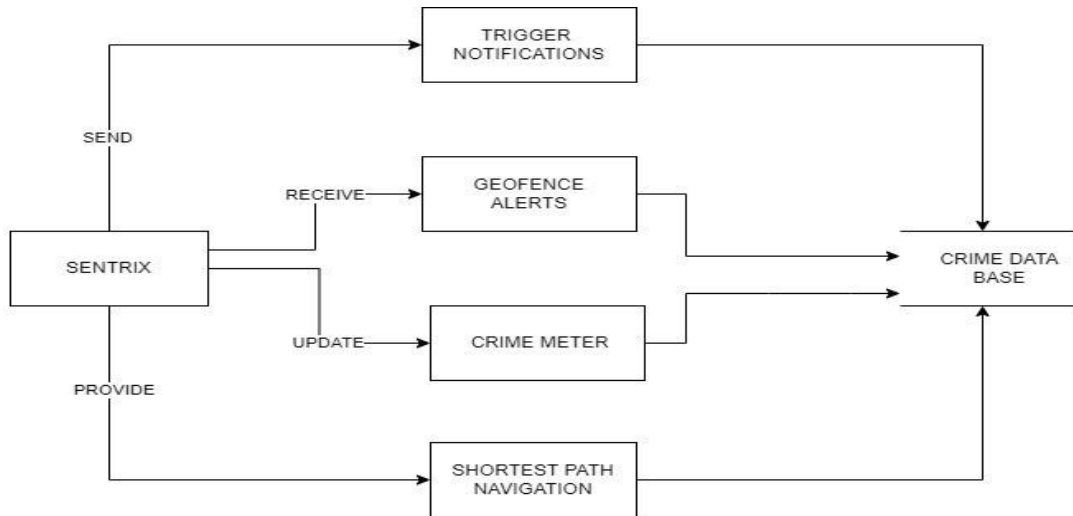 TRIGGER
NOTIFICATIONS
SEND
RECEIVE
GEOFENCE
ALERTS
SENTRIX
CRIME DATA
BASE
UPDATE
CRIME METER
PROVIDE
SHORTEST PATH
NAVIGATION